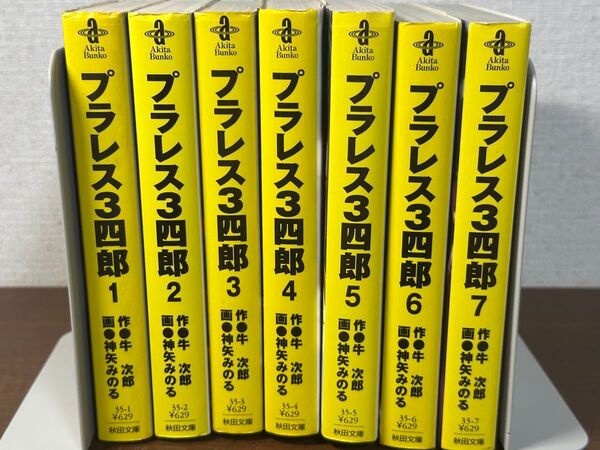 Akita
Bunko
プラレス3四郎 1
作●牛 次郎
画●神矢みのる
35-1
¥629
秋田文庫
Akita
Bunko
プラレス3四郎 2
作●牛 次郎
画●神矢みのる
35-2
¥629
秋田文庫
Akita
Bunko
プラレス3四郎 3
作●牛 次郎
画●神矢みのる
35-3
¥629
秋田文庫
Akita
Bunko
プラレス3四郎 4
作●牛 次郎
画●神矢みのる
35-4
¥629
秋田文庫
Akita
Bunko
プラレス3四郎 5
作●牛 次郎
画●神矢みのる
35-5
¥629
秋田文庫
Akita
Bunko
プラレス3四郎 6
作●牛 次郎
画●神矢みのる
35-6
¥629
秋田文庫
Akita
Bunko
プラレス3四郎 7
作●牛 次郎
画●神矢みのる
35-7
¥629
秋田文庫